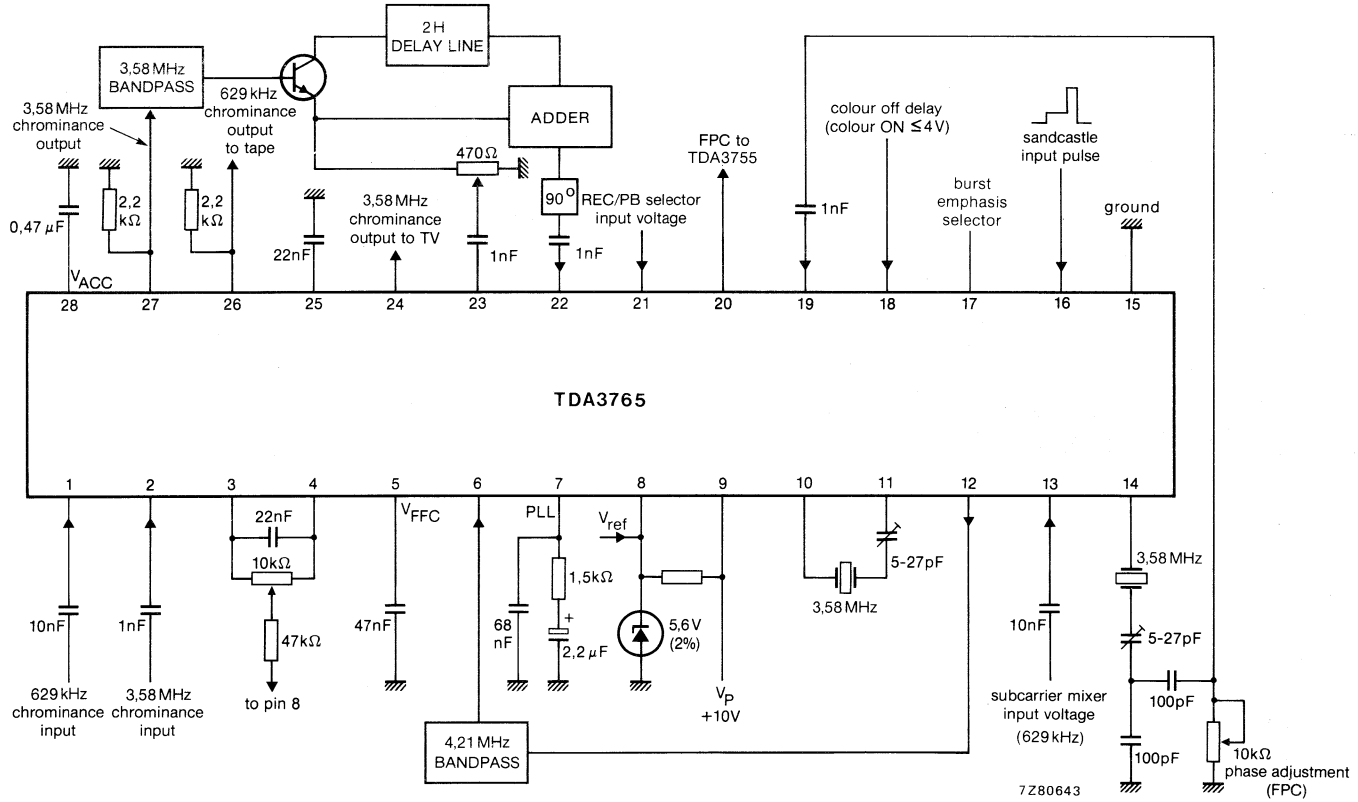 2H
DELAY LINE
3,58 MHz
BANDPASS
629 kHz
chrominance
output
to tape
3,58 MHz
chrominance
output
ADDER
colour off delay
(colour ON ≤ 4V)
sandcastle
input pulse
FPC to
TDA3755
470Ω
90°
REC/PB selector
input voltage
burst
emphasis
selector
ground
0,47 µF
2,2
kΩ
2,2
kΩ
22nF
3,58 MHz
chrominance
output to TV
1nF
1nF
1nF
VACC
28
27
26
25
24
23
22
21
20
19
18
17
16
15
TDA3765
1
2
3
4
5
6
7
8
9
10
11
12
13
14
VFFC
PLL
Vref
22nF
10kΩ
47kΩ
to pin 8
10nF
1nF
47nF
68
nF
1,5kΩ
+
2,2 µF
5,6V
(2%)
VP
+10V
3,58 MHz
5-27pF
10nF
3,58 MHz
5-27pF
100pF
100pF
10kΩ
phase adjustment
(FPC)
629 kHz
chrominance
input
3,58 MHz
chrominance
input
4,21 MHz
BANDPASS
subcarrier mixer
input voltage
(629 kHz)
7Z80643